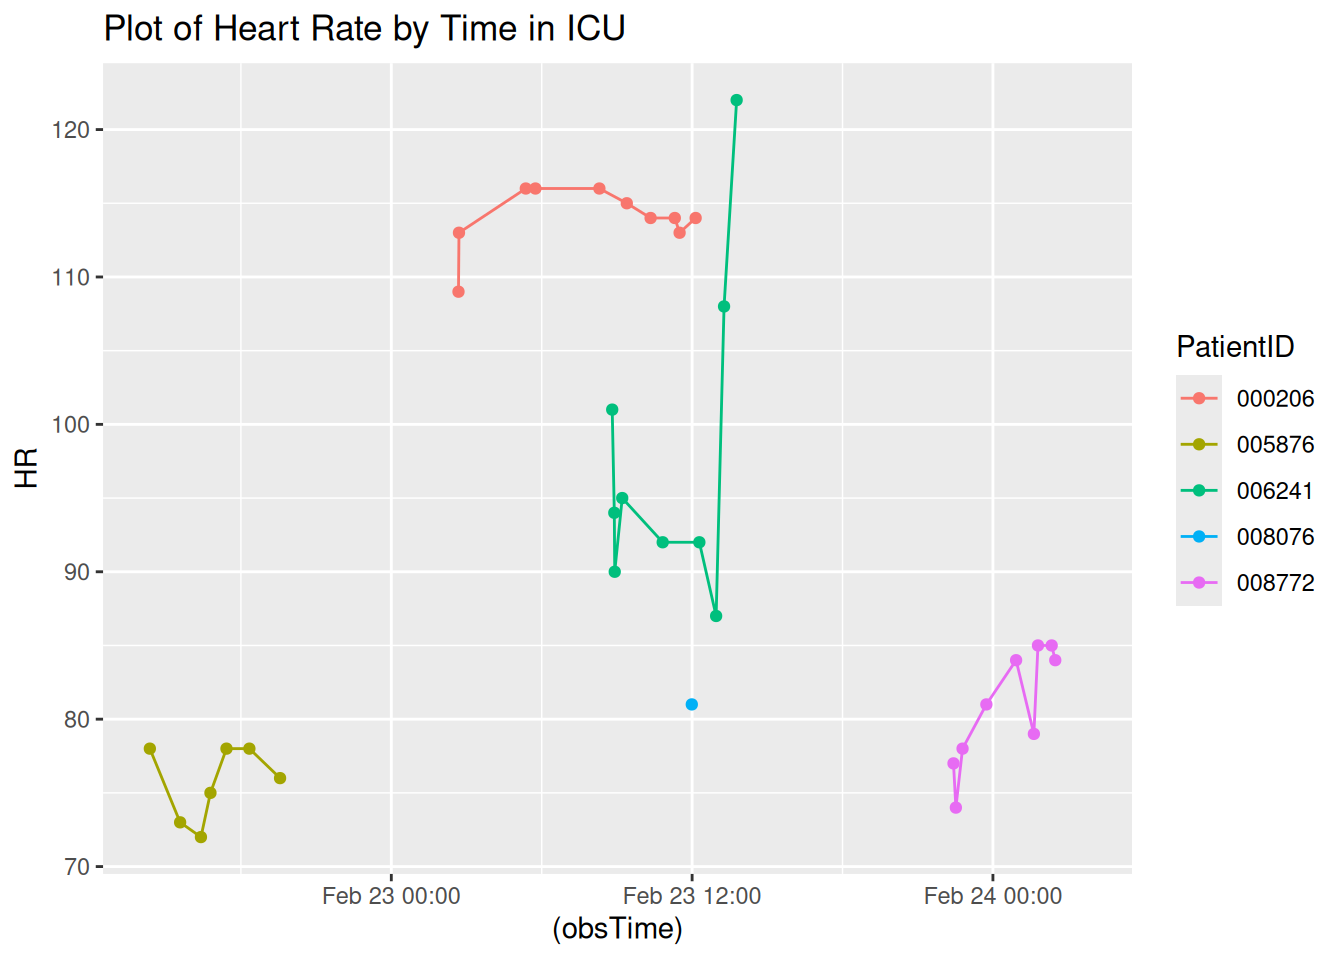 Plot of Heart Rate by Time in ICU
120
110
100
90
80
70
HR
Feb 23 00:00
Feb 23 12:00
Feb 24 00:00
(obsTime)
PatientID
000206
005876
006241
008076
008772